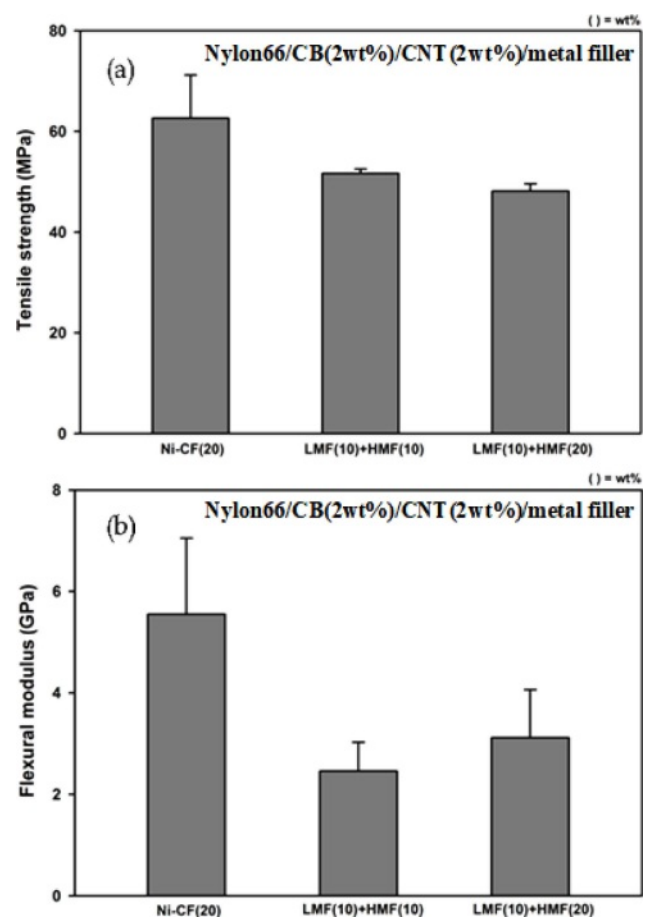 ( ) = wt%
(a)
Nylon66/CB(2wt%)/CNT(2wt%)/metal filler
Tensile strength (MPa)
80
60
40
20
0
Ni-CF(20) LMF(10)+HMF(10) LMF(10)+HMF(20)
( ) = wt%
(b)
Nylon66/CB(2wt%)/CNT(2wt%)/metal filler
Flexural modulus (GPa)
8
6
4
2
0
Ni-CF(20) LMF(10)+HMF(10) LMF(10)+HMF(20)